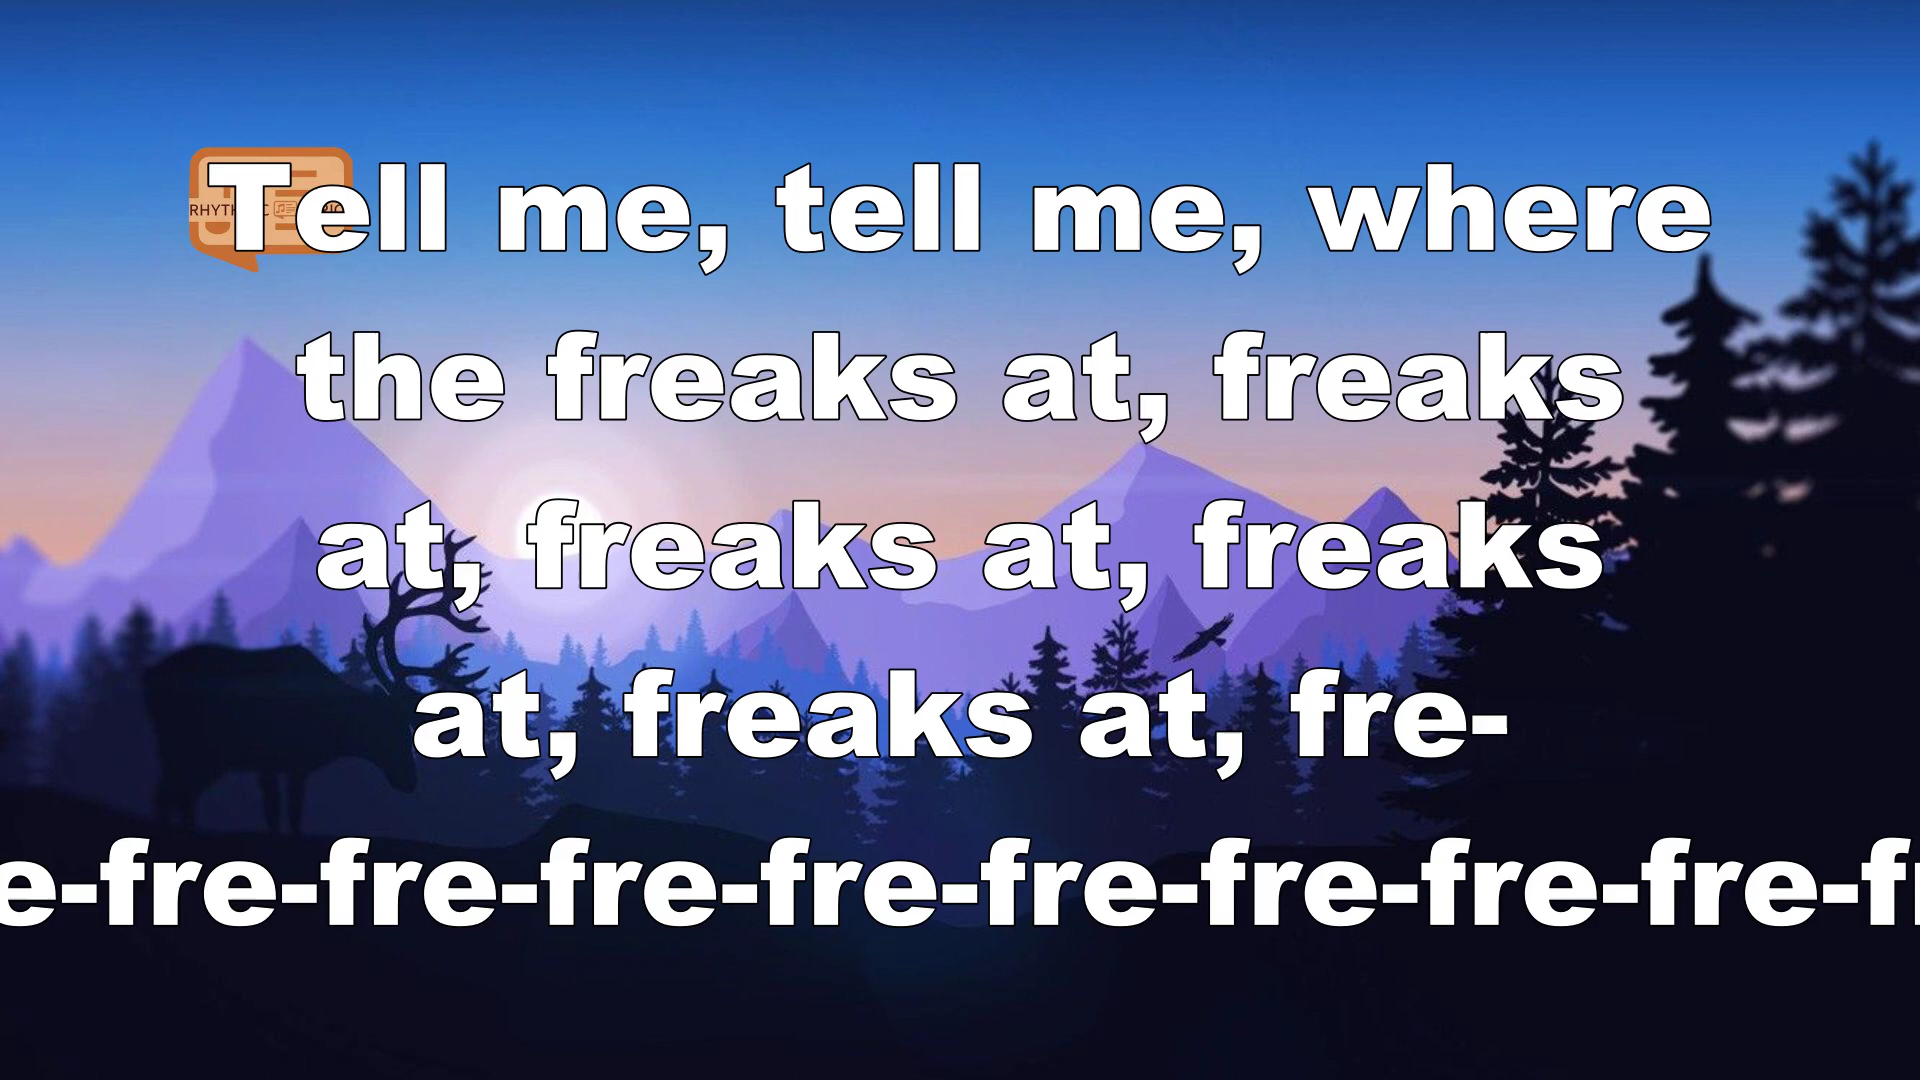 Tell me, tell me, where
the freaks at, freaks
at, freaks at, freaks
at, freaks at, fre-
e-fre-fre-fre-fre-fre-fre-fre-fre-f